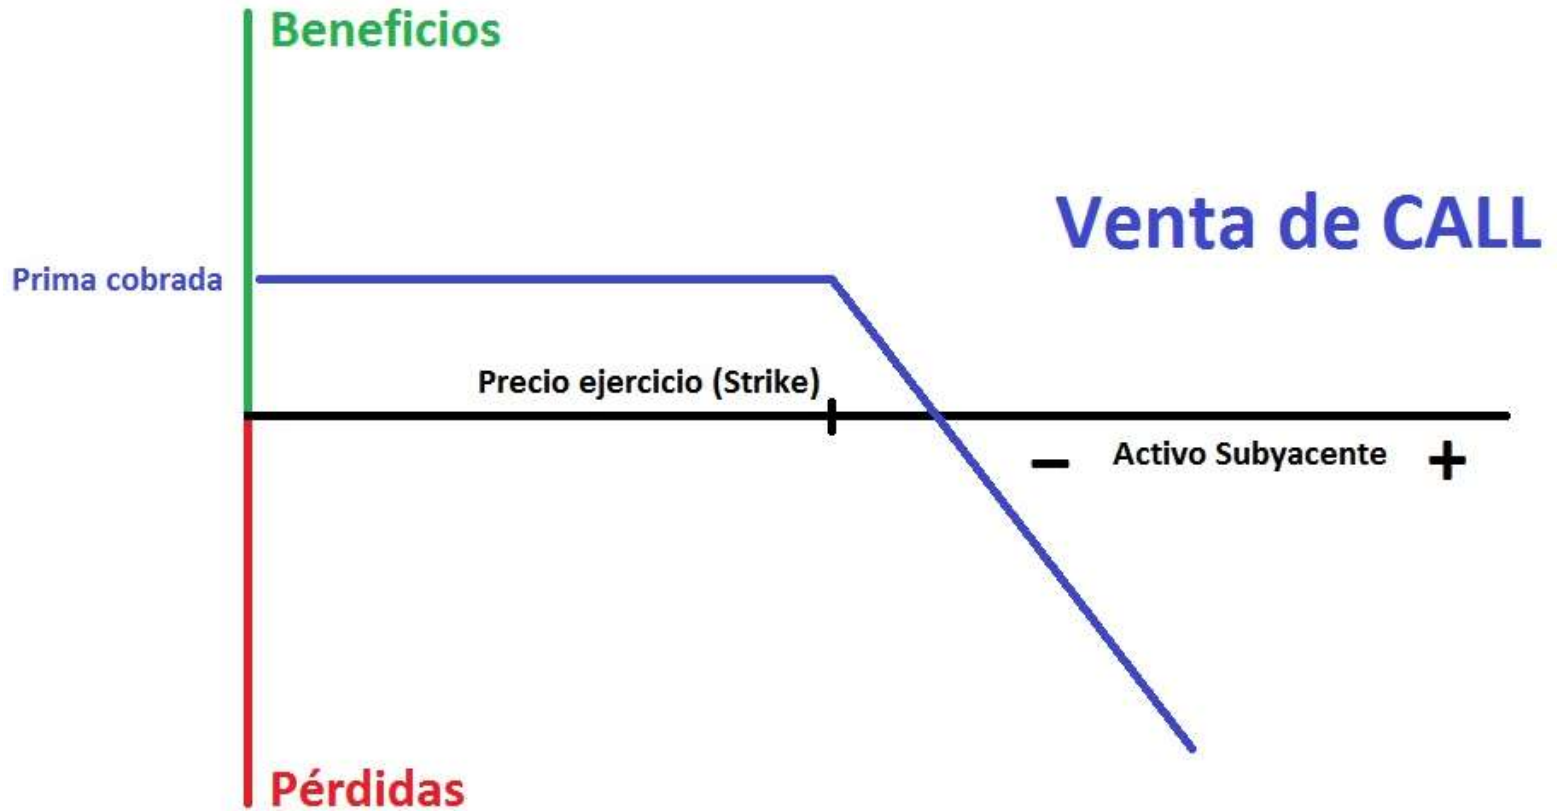 Beneficios
Venta de CALL
Prima cobrada
Precio ejercicio (Strike)
− Activo Subyacente +
Pérdidas